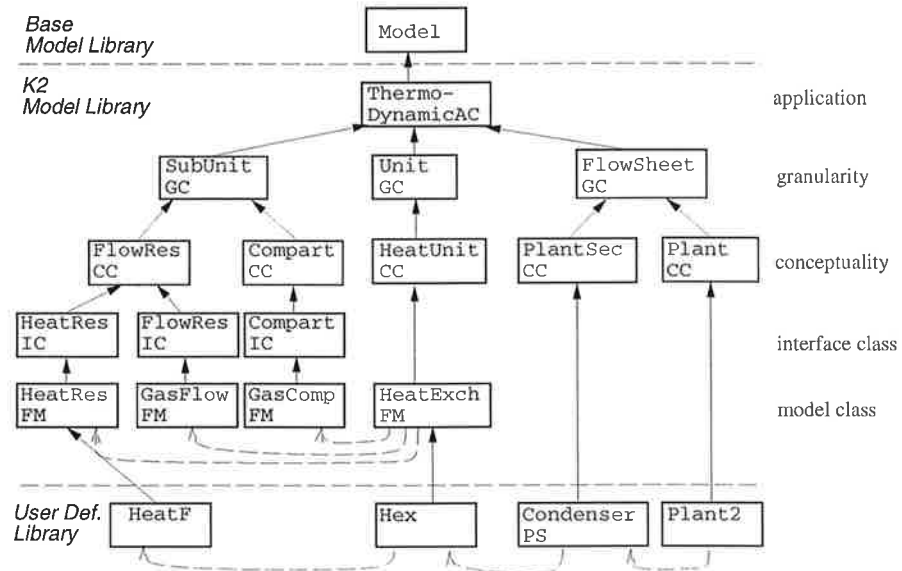 Base
Model Library
Model
K2
Model Library
Thermo-
DynamicAC
application
SubUnit
GC
Unit
GC
FlowSheet
GC
granularity
FlowRes
CC
Compart
CC
HeatUnit
CC
PlantSec
CC
Plant
CC
conceptuality
HeatRes
IC
FlowRes
IC
Compart
IC
interface class
HeatRes
FM
GasFlow
FM
GasComp
FM
HeatExch
FM
model class
User Def.
Library
HeatF
Hex
Condenser
PS
Plant2